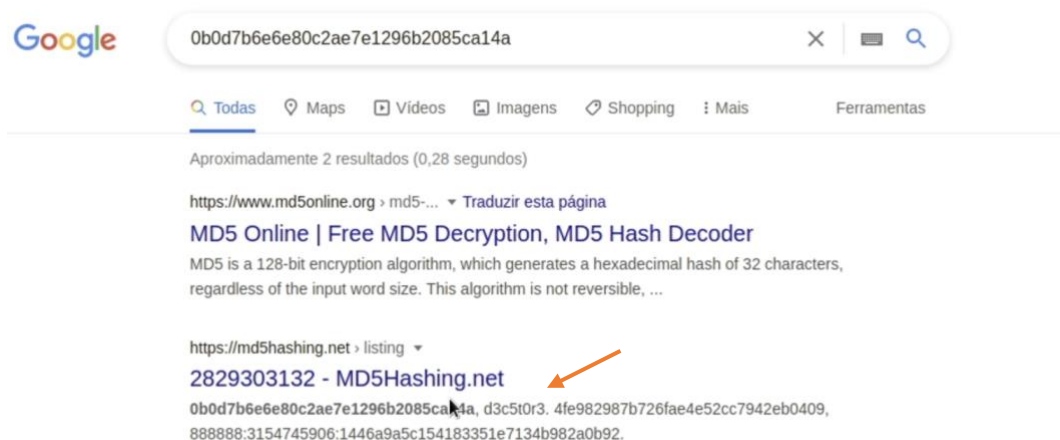 Google
0b0d7b6e6e80c2ae7e1296b2085ca14a
Todas Maps Vídeos Imagens Shopping Mais Ferramentas
Aproximadamente 2 resultados (0,28 segundos)
https://www.md5online.org › md5-... Traduzir esta página
MD5 Online | Free MD5 Decryption, MD5 Hash Decoder
MD5 is a 128-bit encryption algorithm, which generates a hexadecimal hash of 32 characters,
regardless of the input word size. This algorithm is not reversible, ...
https://md5hashing.net › listing
2829303132 - MD5Hashing.net
0b0d7b6e6e80c2ae7e1296b2085ca14a, d3c5t0r3. 4fe982987b726fae4e52cc7942eb0409,
888888:3154745906:1446a9a5c154183351e7134b982a0b92.